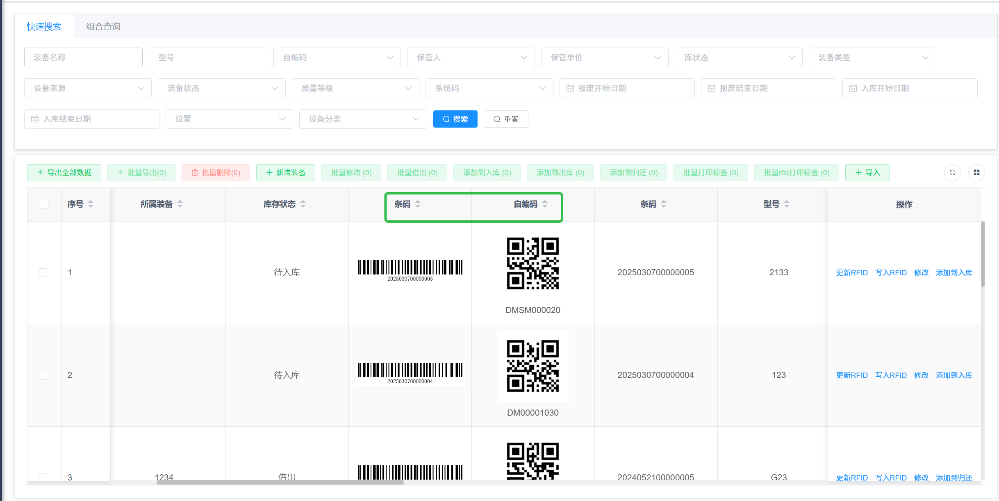 快速搜索 组合查询
装备名称 型号 自编码 保管人 保管单位 库状态 装备类型
设备来源 装备状态 质量等级 系统码 报废开始日期 报废结束日期 入库开始日期
入库结束日期 位置 设备分类 搜索 重置
导出全部数据 批量导出(0) 批量删除(0) 新增装备 批量修改 (0) 批量借出 (0) 添加到入库 (0) 添加到出库 (0) 添加到归还 (0) 批量打印标签 (0) 批量rfid打印标签 (0) 导入
序号 所属装备 库存状态 条码 自编码 条码 型号 操作
1 待入库 2025030700000005 DMSM000020 2025030700000005 2133 更新RFID 写入RFID 修改 添加到入库
2 待入库 2025030700000004 DM00001030 2025030700000004 123 更新RFID 写入RFID 修改 添加到入库
3 1234 借出 2024052100000005 G23 更新RFID 写入RFID 修改 添加到归还